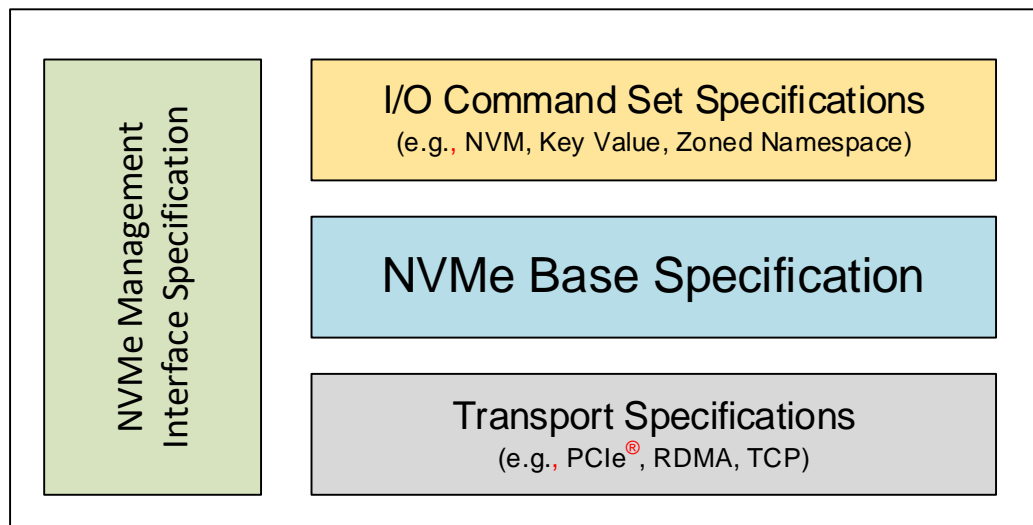 NVMe Management
Interface Specification
I/O Command Set Specifications
(e.g., NVM, Key Value, Zoned Namespace)
NVMe Base Specification
Transport Specifications
(e.g., PCIe®, RDMA, TCP)